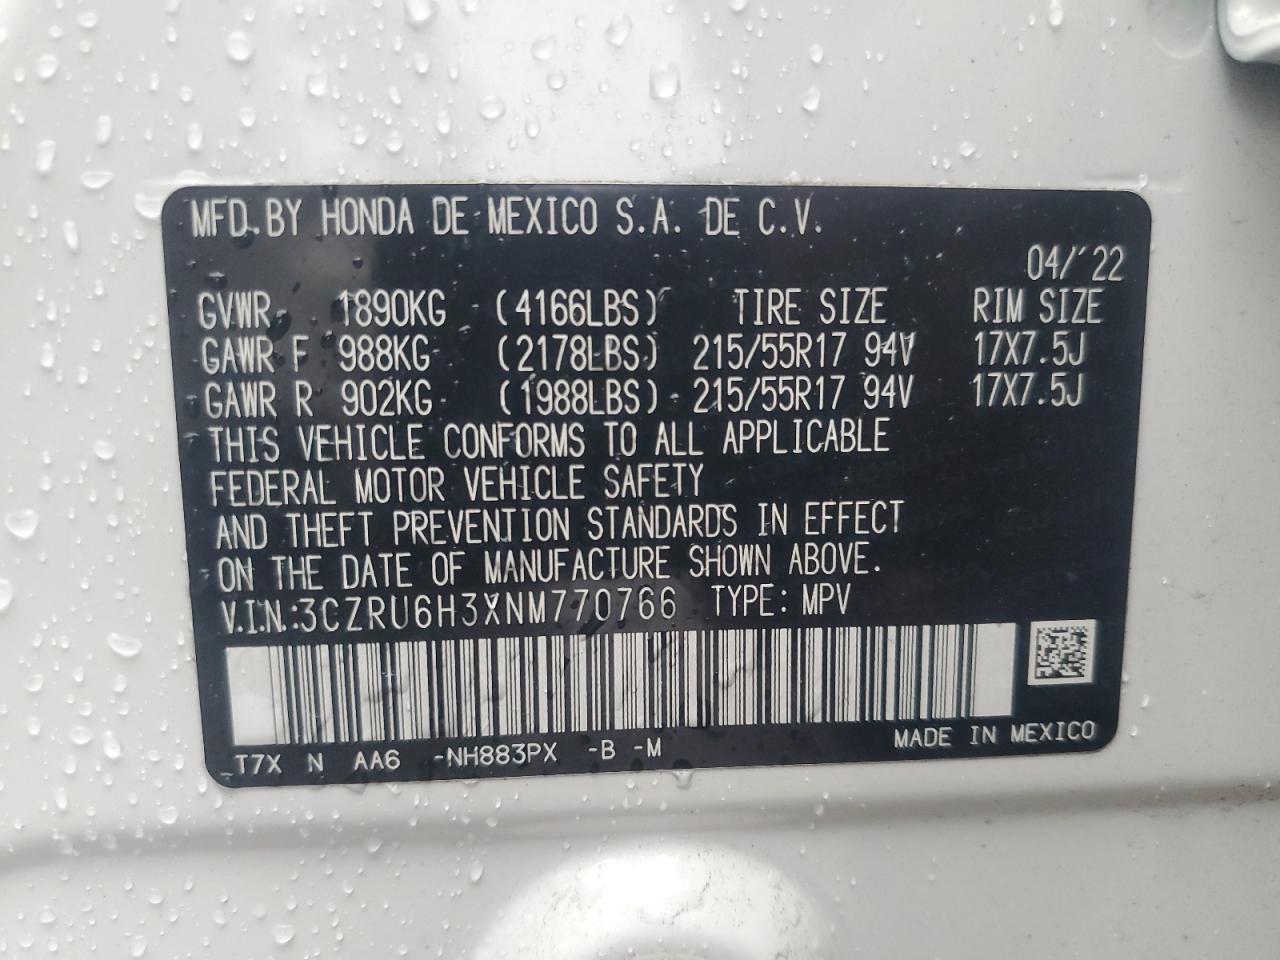 MFD.BY HONDA DE MEXICO S.A. DE C.V.
04/'22
GVWR 1890KG (4166LBS) TIRE SIZE RIM SIZE
GAWR F 988KG (2178LBS) 215/55R17 94V 17X7.5J
GAWR R 902KG (1988LBS) 215/55R17 94V 17X7.5J
THIS VEHICLE CONFORMS TO ALL APPLICABLE
FEDERAL MOTOR VEHICLE SAFETY
AND THEFT PREVENTION STANDARDS IN EFFECT
ON THE DATE OF MANUFACTURE SHOWN ABOVE.
V.I.N.:3CZRU6H3XNM770766 TYPE: MPV
T7X N AA6 -NH883PX -B -M MADE IN MEXICO